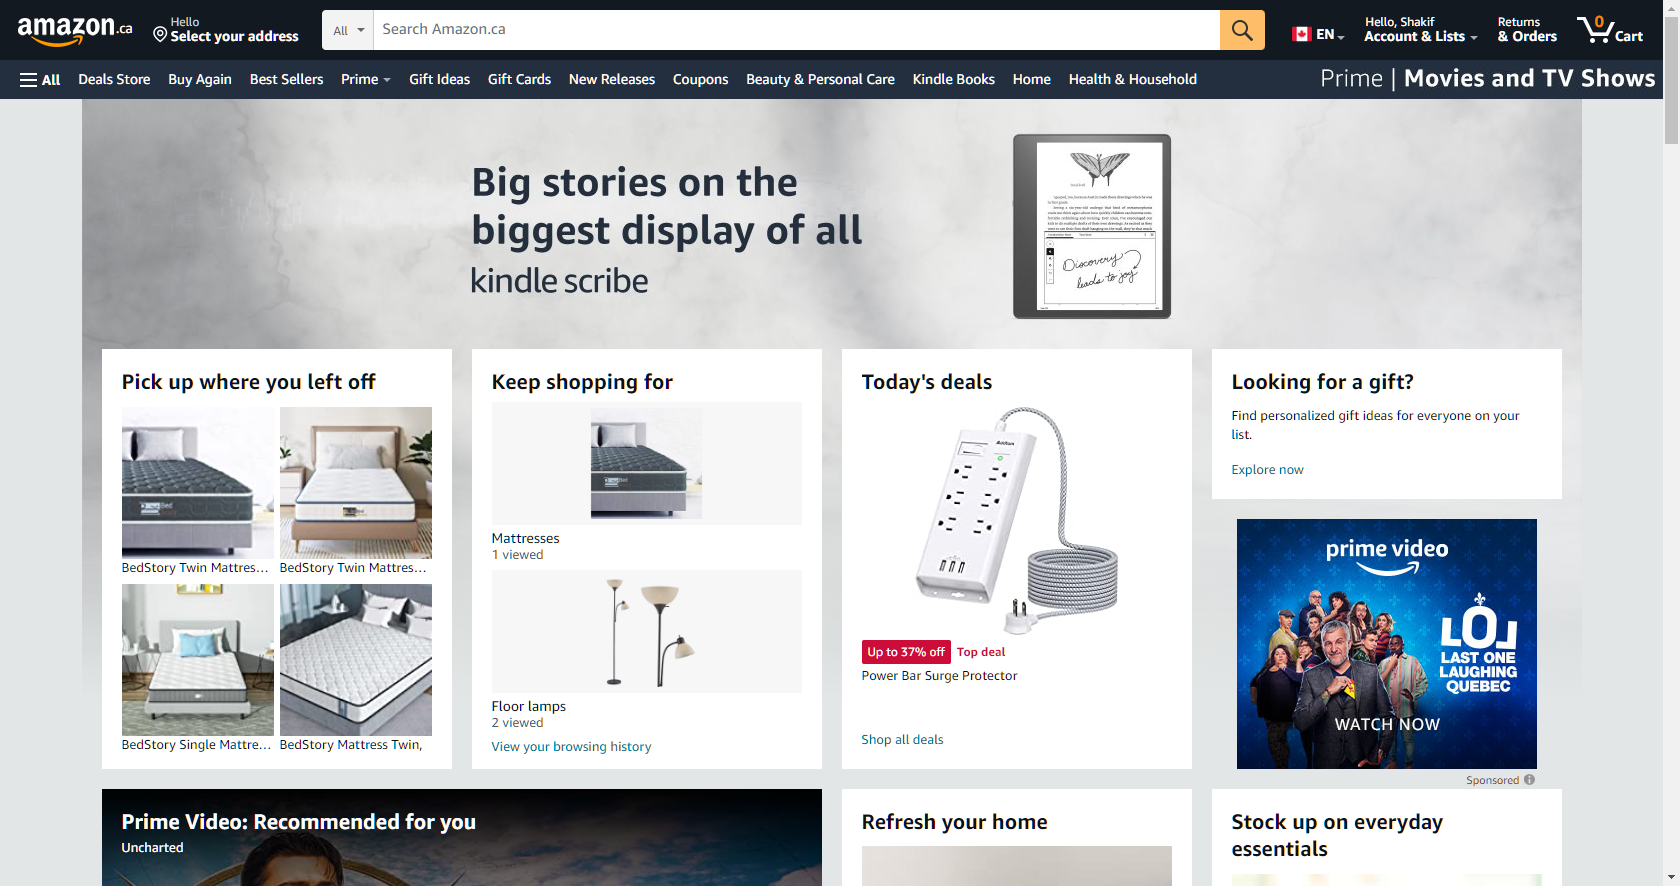 amazon.ca
Hello
Select your address
All
Search Amazon.ca
EN
Hello, Shakif
Account & Lists
Returns
& Orders
0
Cart
All
Deals Store
Buy Again
Best Sellers
Prime
Gift Ideas
Gift Cards
New Releases
Coupons
Beauty & Personal Care
Kindle Books
Home
Health & Household
Prime | Movies and TV Shows
Big stories on the
biggest display of all
kindle scribe
Discovery
leads to joy
Pick up where you left off
BedStory Twin Mattres...
BedStory Twin Mattres...
BedStory Single Mattre...
BedStory Mattress Twin,
Keep shopping for
Mattresses
1 viewed
Floor lamps
2 viewed
View your browsing history
Today's deals
Up to 37% off
Top deal
Power Bar Surge Protector
Shop all deals
Looking for a gift?
Find personalized gift ideas for everyone on your
list.
Explore now
prime video
LOL
LAST ONE
LAUGHING
QUEBEC
WATCH NOW
Sponsored
Prime Video: Recommended for you
Uncharted
Refresh your home
Stock up on everyday
essentials